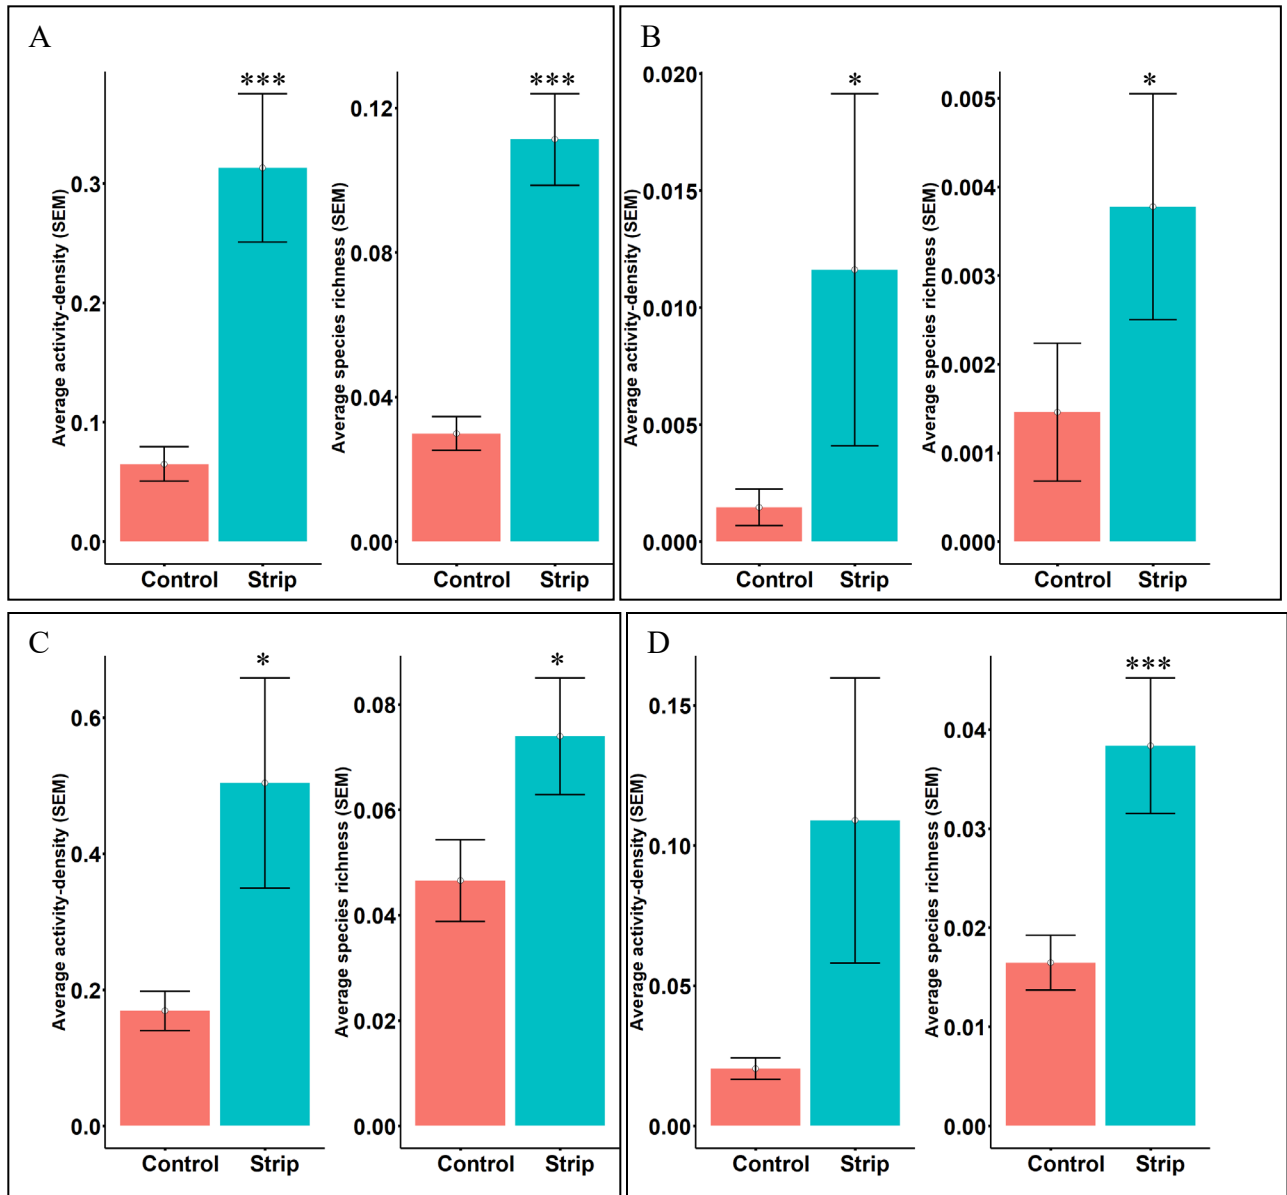 A
***
***
Average activity-density (SEM)
0.3
0.2
0.1
0.0
Control Strip
Average species richness (SEM)
0.12
0.08
0.04
0.00
Control Strip
B
*
*
Average activity-density (SEM)
0.020
0.015
0.010
0.005
0.000
Control Strip
Average species richness (SEM)
0.005
0.004
0.003
0.002
0.001
0.000
Control Strip
C
*
*
Average activity-density (SEM)
0.6
0.4
0.2
0.0
Control Strip
Average species richness (SEM)
0.08
0.06
0.04
0.02
0.00
Control Strip
D
***
Average activity-density (SEM)
0.15
0.10
0.05
0.00
Control Strip
Average species richness (SEM)
0.04
0.03
0.02
0.01
0.00
Control Strip